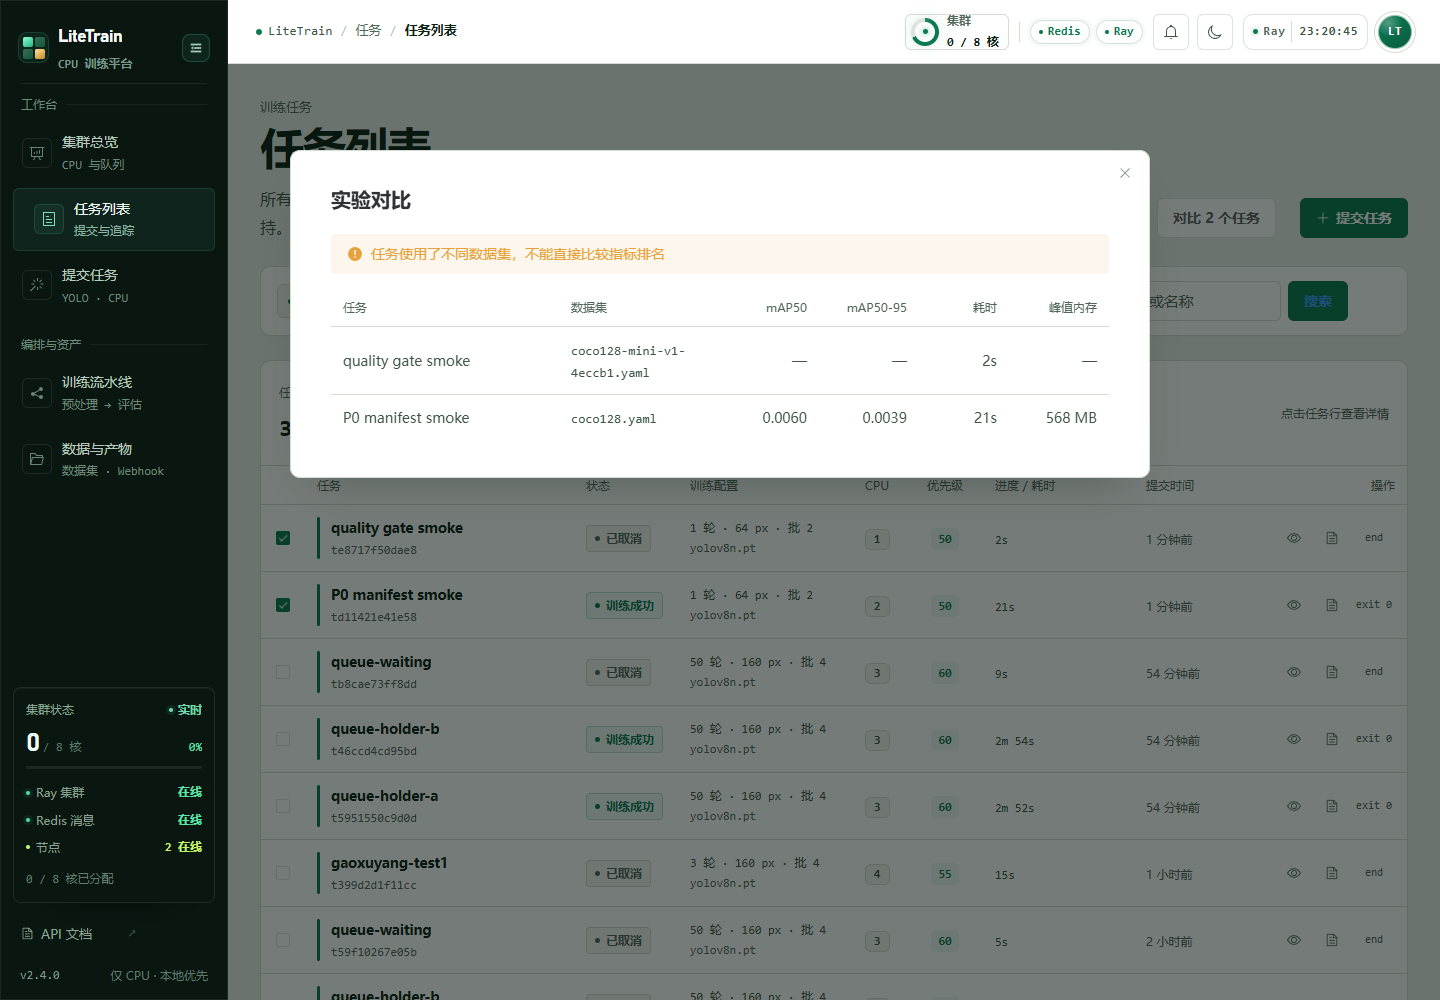 LiteTrain
CPU 训练平台
工作台
集群总览
CPU 与队列
任务列表
提交与追踪
提交任务
YOLO · CPU
编排与资产
训练流水线
预处理 → 评估
数据与产物
数据集 · Webhook
集群状态
实时
0 / 8 核
0%
Ray 集群
在线
Redis 消息
在线
节点
2 在线
0 / 8 核已分配
API 文档
v2.4.0
仅 CPU · 本地优先
LiteTrain / 任务 / 任务列表
集群
0 / 8 核
Redis
Ray
Ray
23:20:45
LT
训练任务
任务列表
所有
持。
对比 2 个任务
提交任务
或名称
搜索
任
3
点击任务行查看详情
实验对比
任务使用了不同数据集，不能直接比较指标排名
任务 数据集 mAP50 mAP50-95 耗时 峰值内存
quality gate smoke coco128-mini-v1-4eccb1.yaml — — 2s —
P0 manifest smoke coco128.yaml 0.0060 0.0039 21s 568 MB
任务 状态 训练配置 CPU 优先级 进度 / 耗时 提交时间 操作
quality gate smoke 已取消 1 轮 · 64 px · 批 2 1 50 2s 1 分钟前 end
te8717f50dae8 yolov8n.pt
P0 manifest smoke 训练成功 1 轮 · 64 px · 批 2 2 50 21s 1 分钟前 exit 0
td11421e41e58 yolov8n.pt
queue-waiting 已取消 50 轮 · 160 px · 批 4 3 60 9s 54 分钟前 end
tb8cae73ff8dd yolov8n.pt
queue-holder-b 训练成功 50 轮 · 160 px · 批 4 3 60 2m 54s 54 分钟前 exit 0
t46ccd4cd95bd yolov8n.pt
queue-holder-a 训练成功 50 轮 · 160 px · 批 4 3 60 2m 52s 54 分钟前 exit 0
t5951550c9d0d yolov8n.pt
gaoxuyang-test1 已取消 3 轮 · 160 px · 批 4 4 55 15s 1 小时前 end
t399d2d1f11cc yolov8n.pt
queue-waiting 已取消 50 轮 · 160 px · 批 4 3 60 5s 2 小时前 end
t59f10267e05b yolov8n.pt
queue-holder-b 50 轮 · 160 px · 批 4